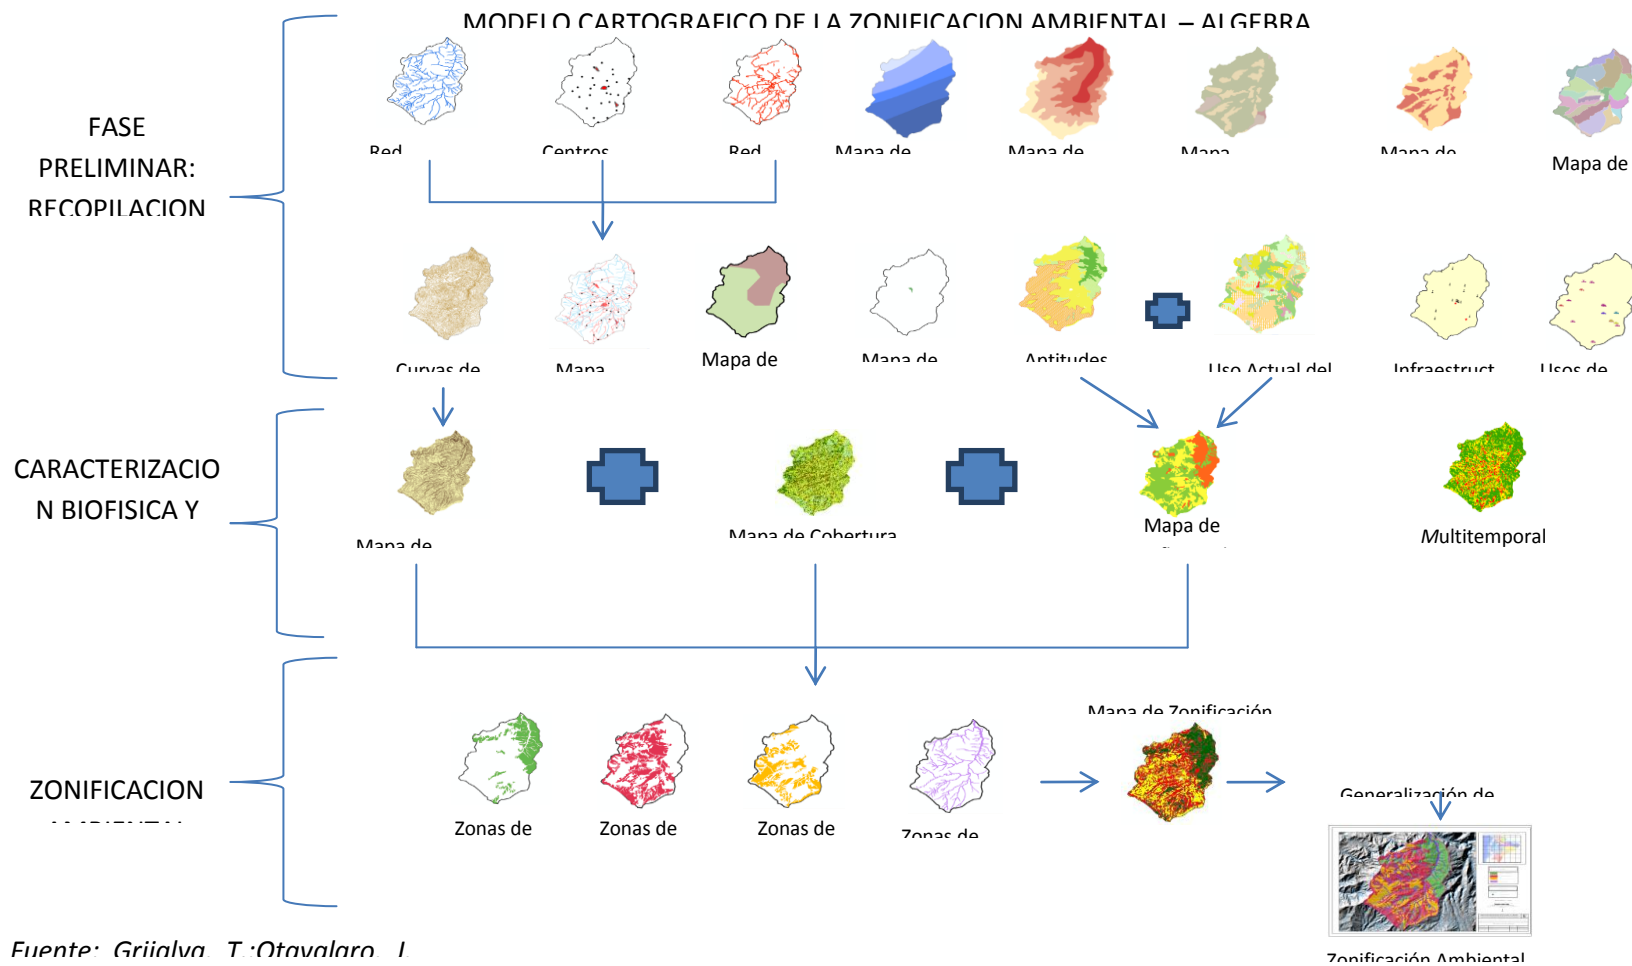 MODELO CARTOGRAFICO DE LA ZONIFICACION AMBIENTAL – ALGEBRA
FASE
PRELIMINAR:
RECOPILACION
Red
Centros
Red
Mapa de
Mapa de
Mapa
Mapa de
Mapa de
Curvas de
Mapa
Mapa de
Mapa de
Aptitudes
Uso Actual del
Infraestruct
Usos de
CARACTERIZACIO
N BIOFISICA Y
Mapa de
Mapa de Cobertura
Mapa de
Multitemporal
ZONIFICACION
AMBIENTAL
Zonas de
Zonas de
Zonas de
Zonas de
Mapa de Zonificación
Generalización de
Zonificación Ambiental
Fuente: Grijalva, T.;Otavalaro, J.